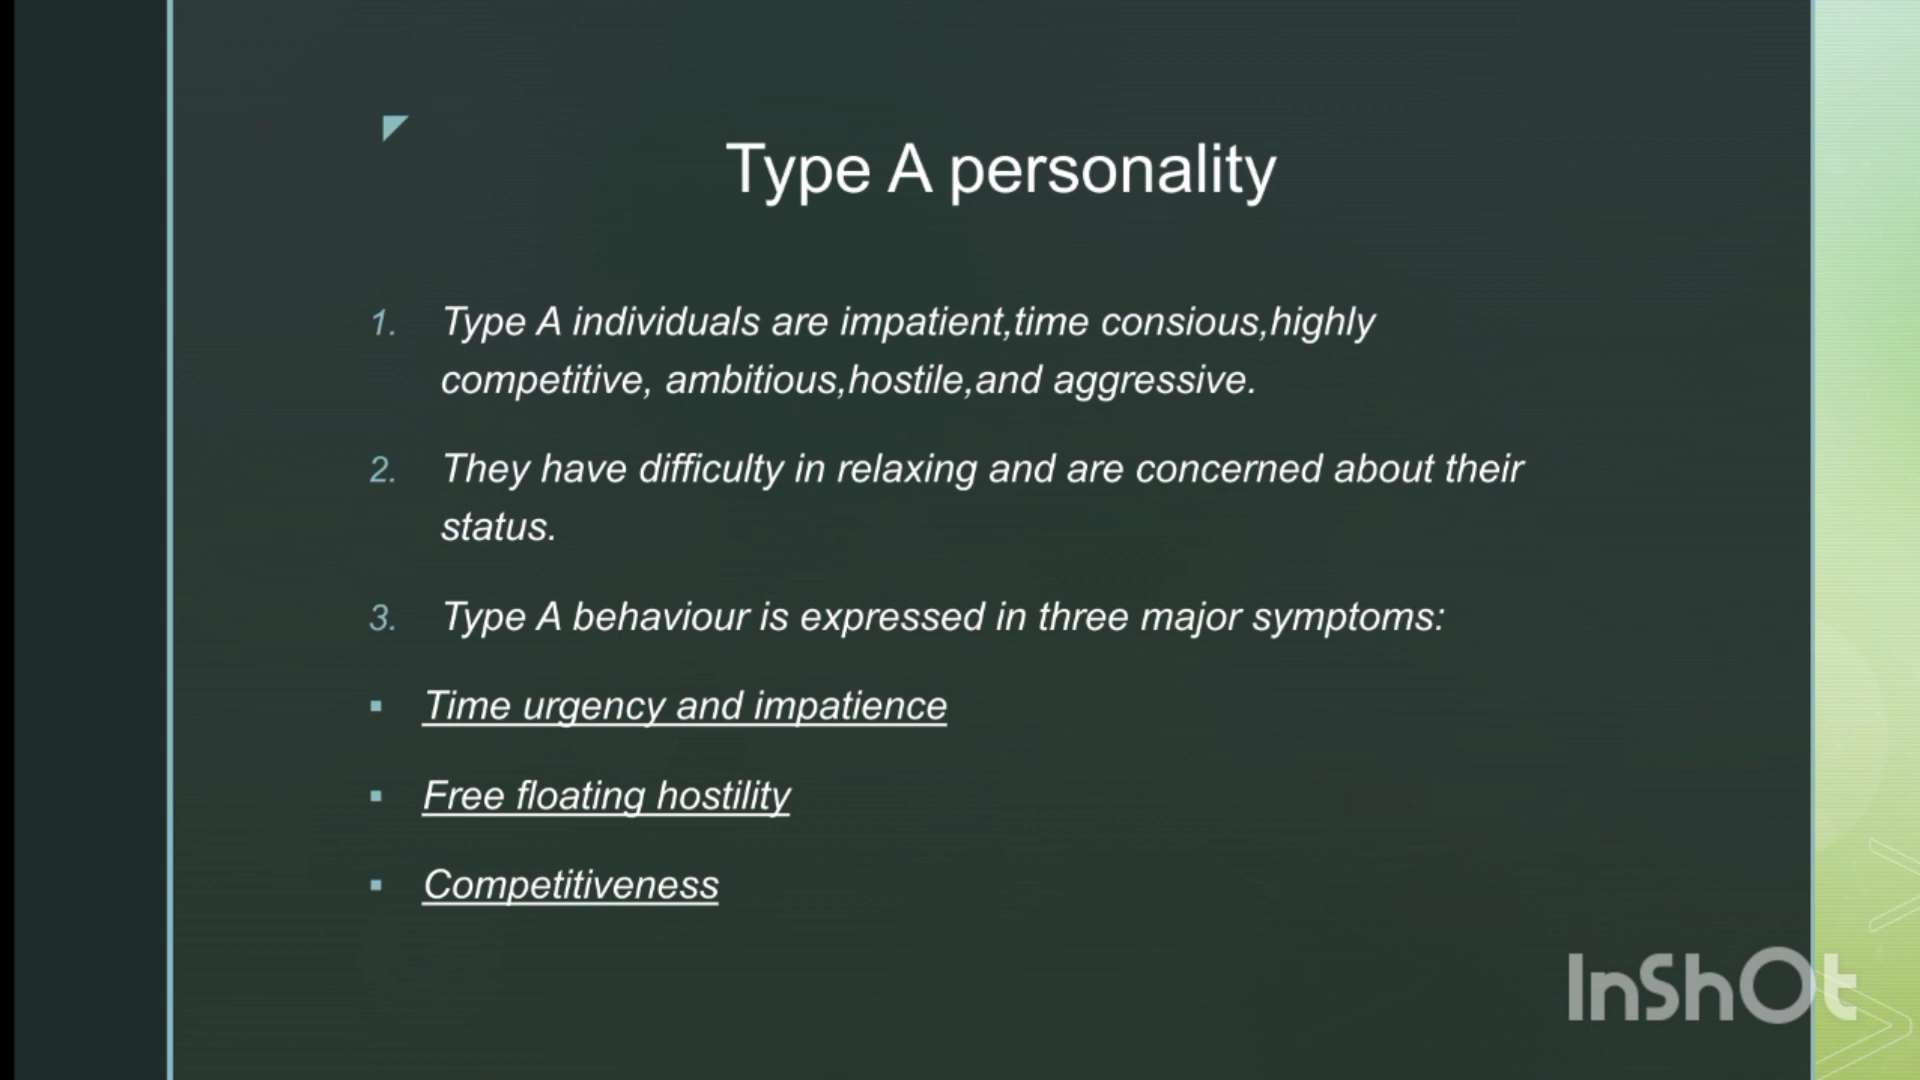 Type A personality
1. Type A individuals are impatient,time consious,highly
competitive, ambitious,hostile,and aggressive.
2. They have difficulty in relaxing and are concerned about their
status.
3. Type A behaviour is expressed in three major symptoms:
▪ Time urgency and impatience
▪ Free floating hostility
▪ Competitiveness
InShOt